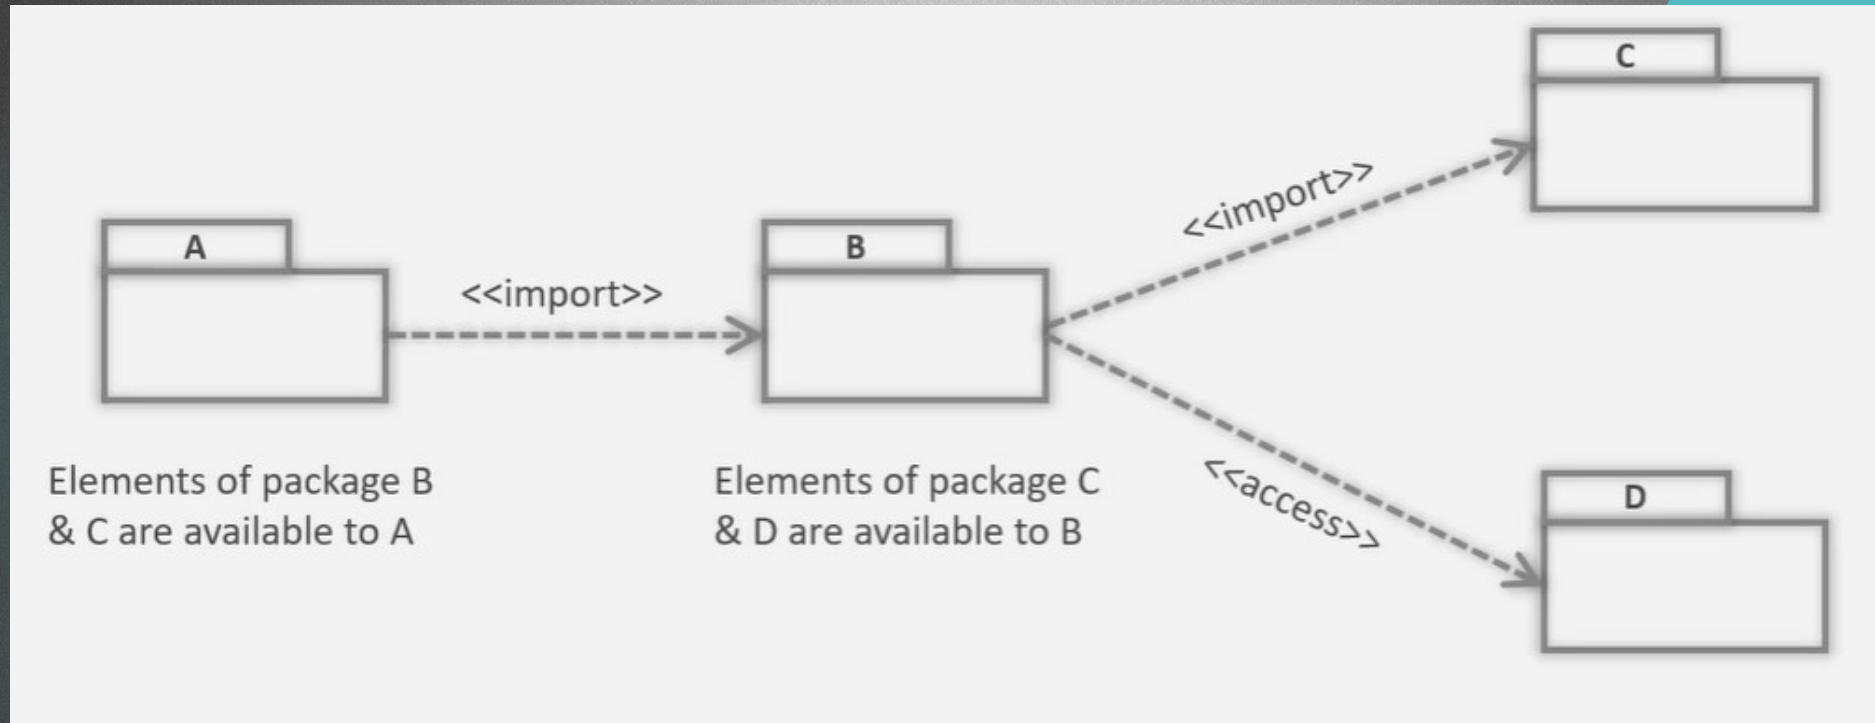 C
A
B
<<import>>
<<import>>
D
<<access>>
Elements of package B
& C are available to A
Elements of package C
& D are available to B